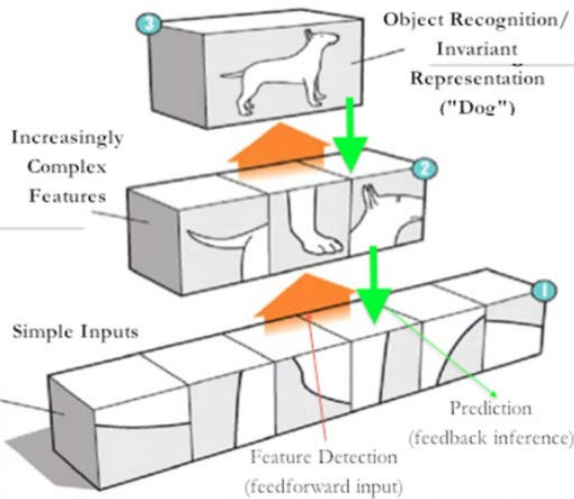 3
Object Recognition/
Invariant
Representation
("Dog")
Increasingly
Complex
Features
2
1
Simple Inputs
Prediction
(feedback inference)
Feature Detection
(feedforward input)